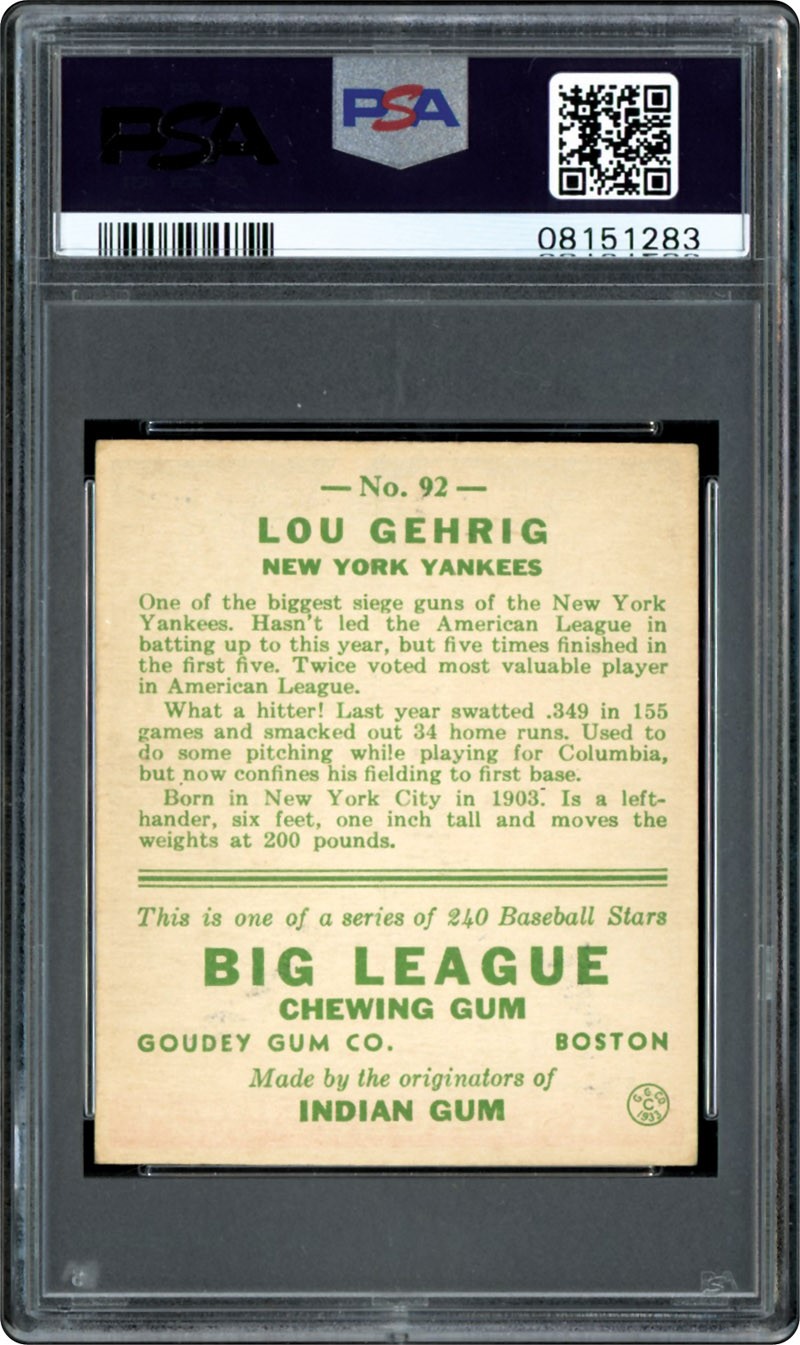 PSA
PSA
08151283
— No. 92 —
LOU GEHRIG
NEW YORK YANKEES
One of the biggest siege guns of the New York
Yankees. Hasn't led the American League in
batting up to this year, but five times finished in
the first five. Twice voted most valuable player
in American League.
What a hitter! Last year swatted .349 in 155
games and smacked out 34 home runs. Used to
do some pitching while playing for Columbia,
but now confines his fielding to first base.
Born in New York City in 1903. Is a left-
hander, six feet, one inch tall and moves the
weights at 200 pounds.
This is one of a series of 240 Baseball Stars
BIG LEAGUE
CHEWING GUM
GOUDEY GUM CO. BOSTON
Made by the originators of
INDIAN GUM
G. G. CO.
C
1933
PSA